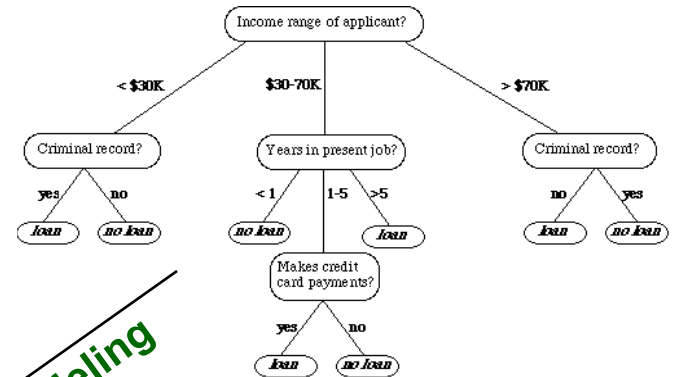 Income range of applicant?
< $30K
$30-70K
> $70K
Criminal record?
Years in present job?
Criminal record?
yes
no
< 1
1-5
>5
no
yes
loan
no loan
no loan
loan
loan
no loan
Makes credit
card payments?
yes
no
loan
no loan